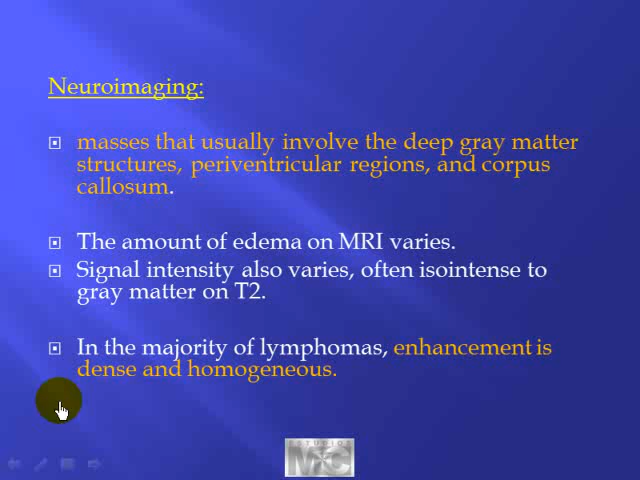 Neuroimaging:
masses that usually involve the deep gray matter
structures, periventricular regions, and corpus
callosum.
The amount of edema on MRI varies.
Signal intensity also varies, often isointense to
gray matter on T2.
In the majority of lymphomas, enhancement is
dense and homogeneous.
ESTUDIOS
MC